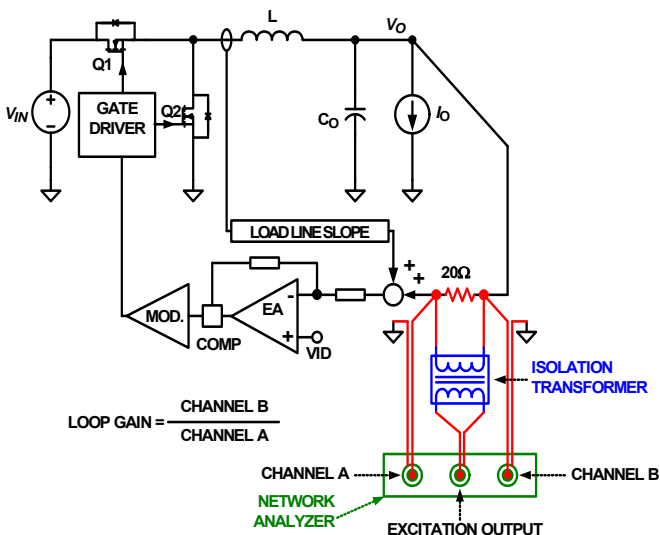 L
V_O
Q1
V_IN
GATE
DRIVER
Q2
C_O
I_O
LOAD LINE SLOPE
+
+
20Ω
MOD.
COMP
EA
-
+
VID
ISOLATION
TRANSFORMER
LOOP GAIN = CHANNEL B
CHANNEL A
CHANNEL A
CHANNEL B
NETWORK
ANALYZER
EXCITATION OUTPUT